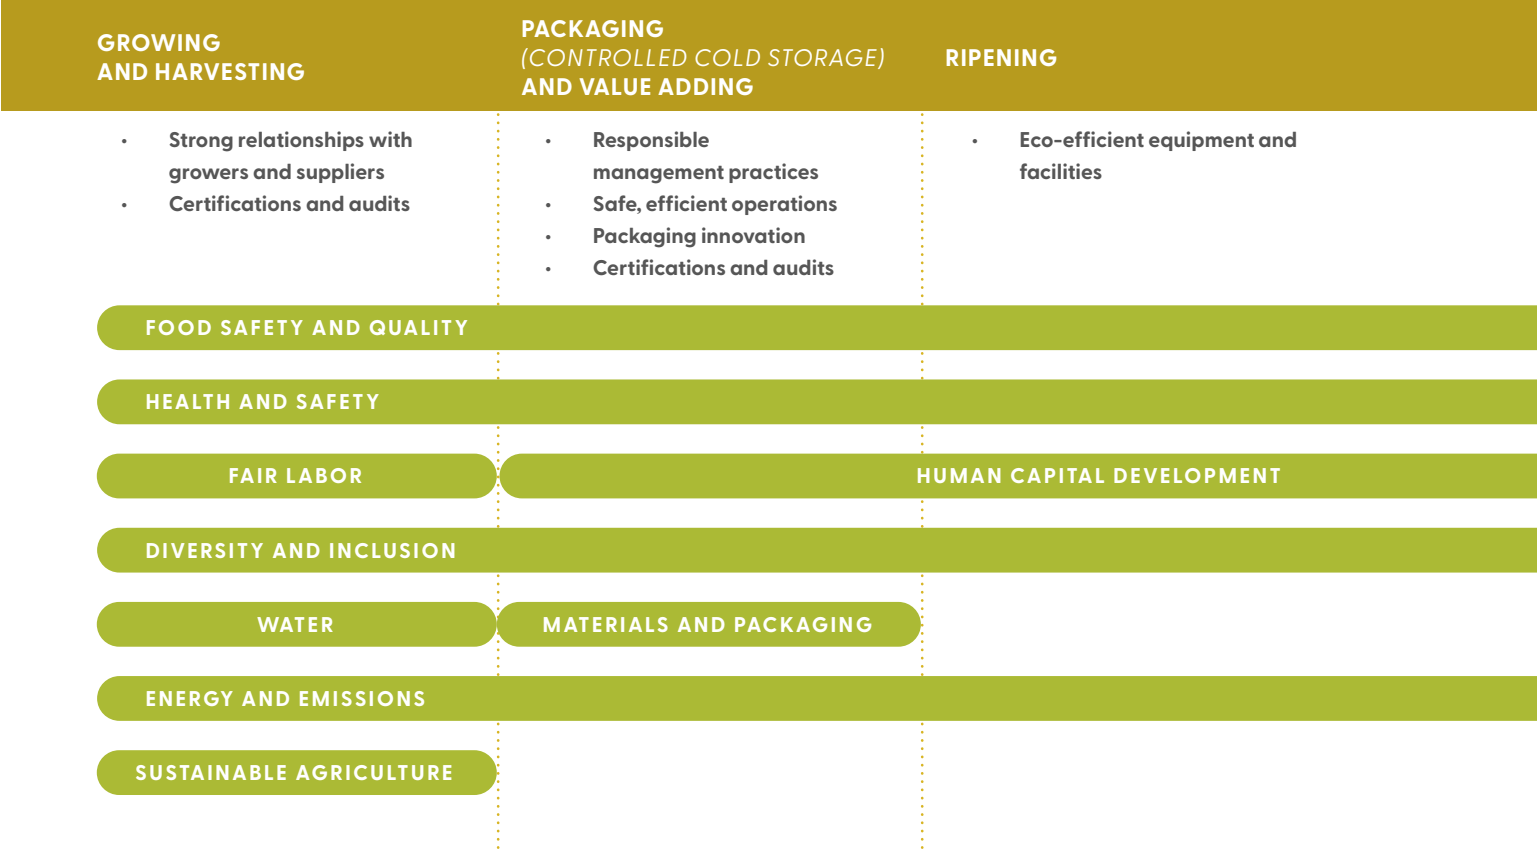 GROWING
AND HARVESTING
PACKAGING
(CONTROLLED COLD STORAGE)
AND VALUE ADDING
RIPENING
• Strong relationships with
growers and suppliers
• Certifications and audits
• Responsible
management practices
• Safe, efficient operations
• Packaging innovation
• Certifications and audits
• Eco-efficient equipment and
facilities
FOOD SAFETY AND QUALITY
HEALTH AND SAFETY
FAIR LABOR
HUMAN CAPITAL DEVELOPMENT
DIVERSITY AND INCLUSION
WATER
MATERIALS AND PACKAGING
ENERGY AND EMISSIONS
SUSTAINABLE AGRICULTURE